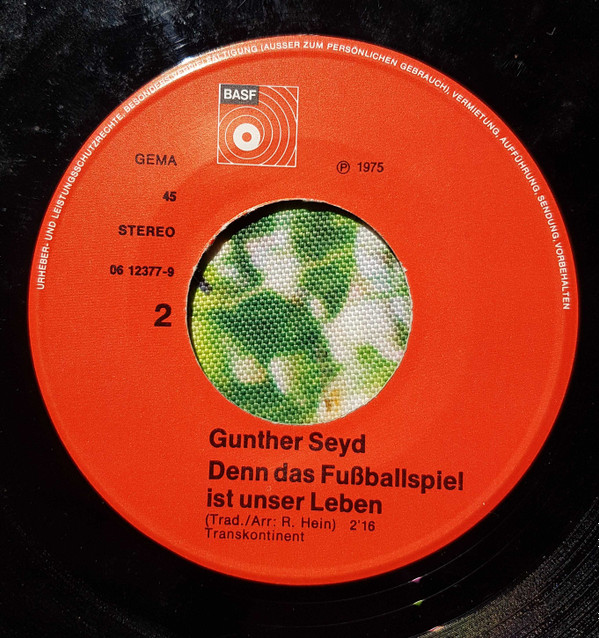 URHEBER- UND LEISTUNGSSCHUTZRECHTE, BESONDERS VERVIELFÄLTIGUNG (AUSSER ZUM PERSÖNLICHEN GEBRAUCH), VERMIETUNG, AUFFÜHRUNG, SENDUNG, VORBEHALTEN
BASF
GEMA
℗ 1975
45
STEREO
06 12377-9
2
Gunther Seyd
Denn das Fußballspiel
ist unser Leben
(Trad./Arr: R. Hein) 2'16
Transkontinent